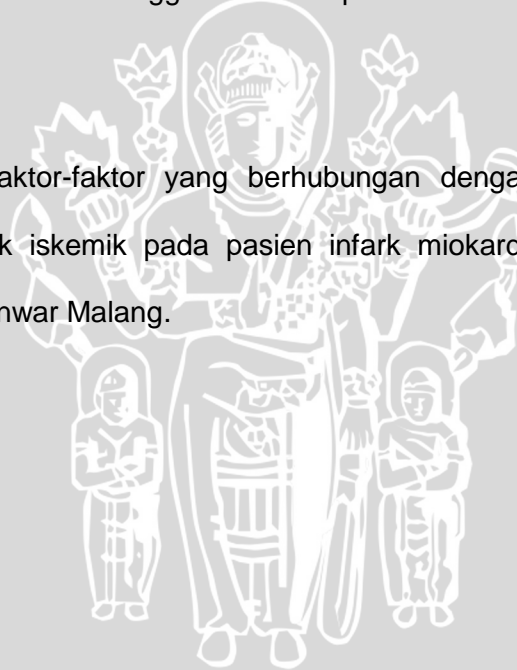 aktor-faktor yang berhubungan denga
k iskemik pada pasien infark miokard
nwar Malang.